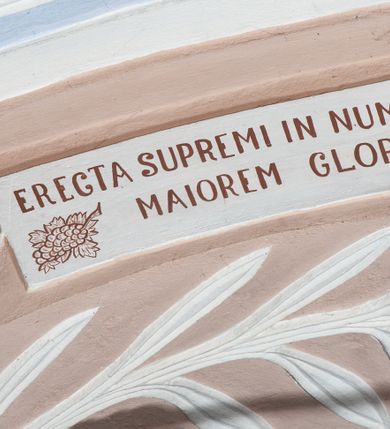 ERECTA SUPREMI IN NUM
MAIOREM GLOR